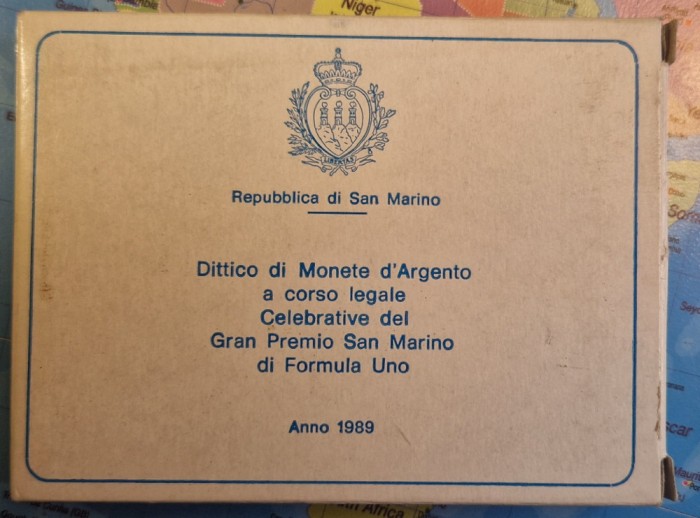 Niger
LIBERTAS
Repubblica di San Marino
Dittico di Monete d'Argento
a corso legale
Celebrative del
Gran Premio San Marino
di Formula Uno
Anno 1989
Africa